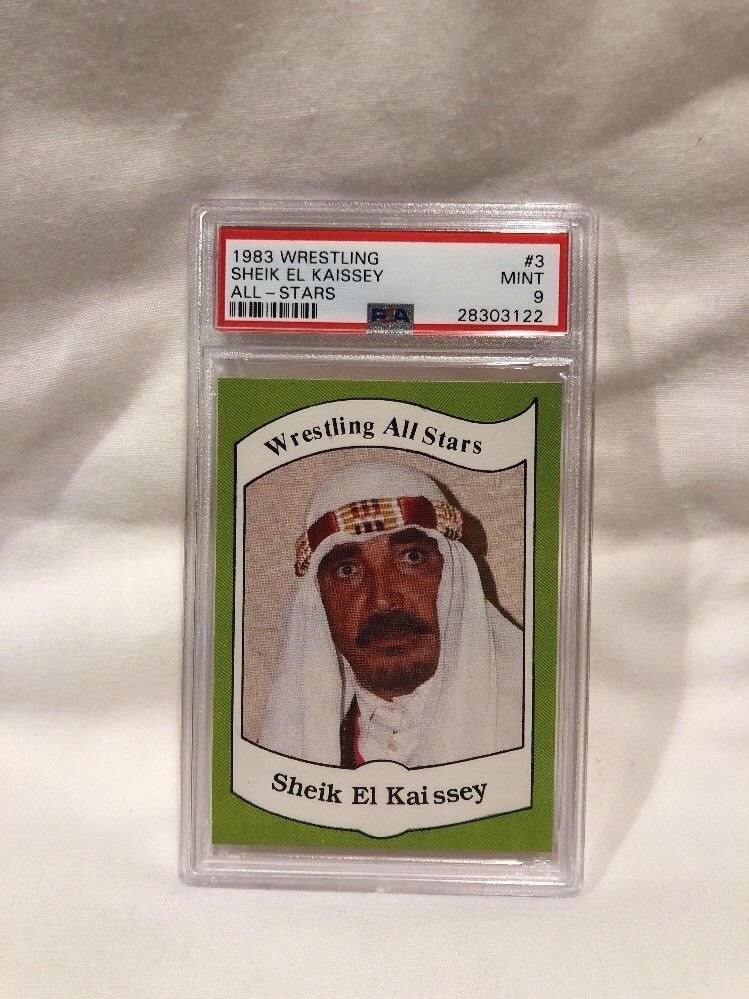 1983 WRESTLING #3
SHEIK EL KAISSEY MINT
ALL-STARS 9
PSA 28303122
Wrestling All Stars
Sheik El Kaissey